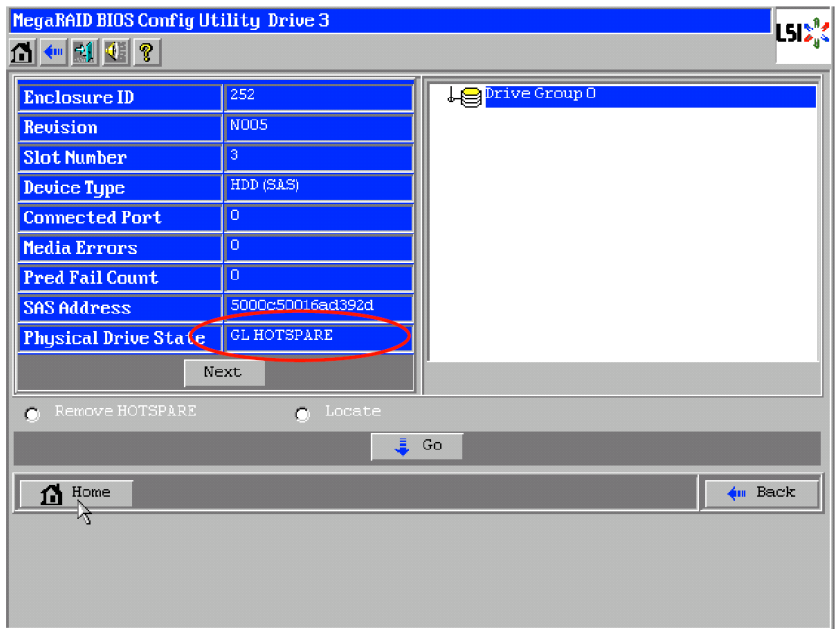 MegaRAID BIOS Config Utility Drive 3
LSI
Enclosure ID 252
Revision N005
Slot Number 3
Device Type HDD (SAS)
Connected Port 0
Media Errors 0
Pred Fail Count 0
SAS Address 5000c50016ad392d
Physical Drive State GL HOTSPARE
Next
Drive Group 0
Remove HOTSPARE Locate
Go
Home Back